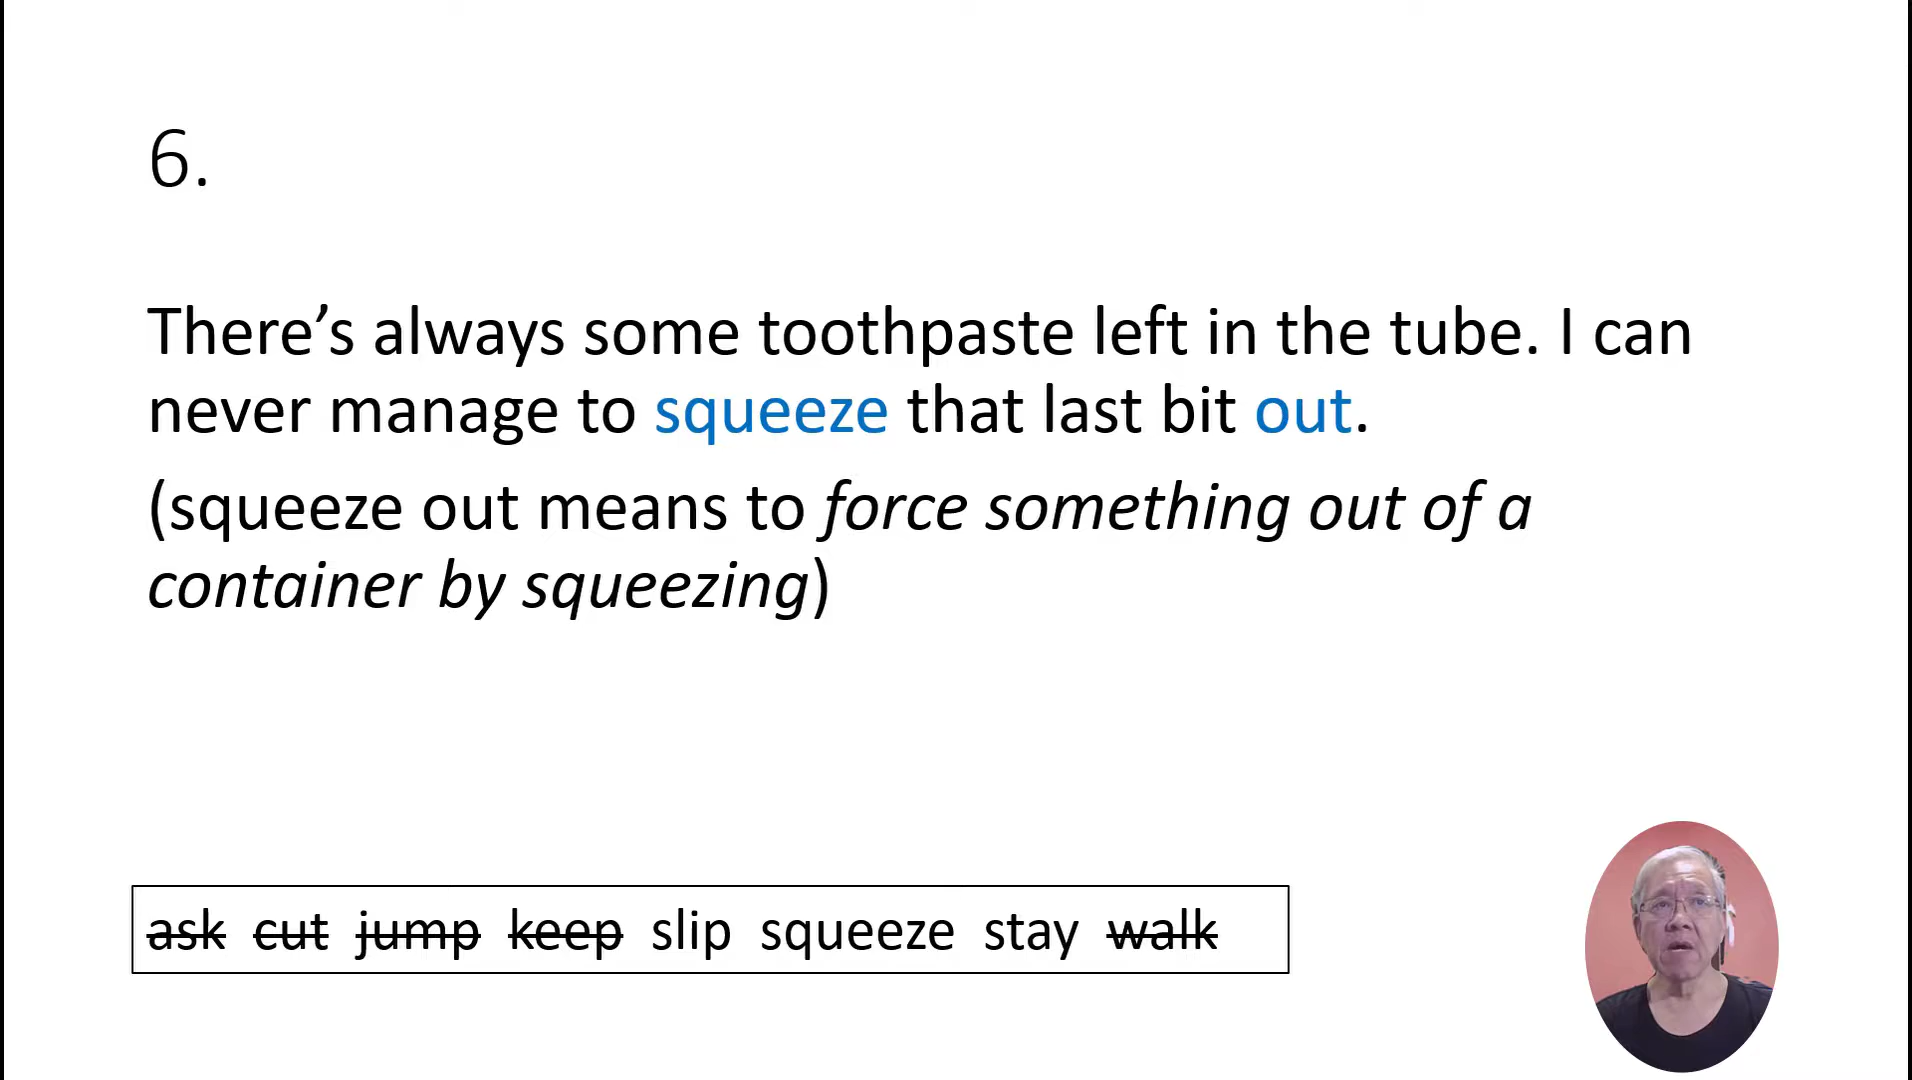 6.
There’s always some toothpaste left in the tube. I can
never manage to squeeze that last bit out.
(squeeze out means to force something out of a
container by squeezing)
ask cut jump keep slip squeeze stay walk